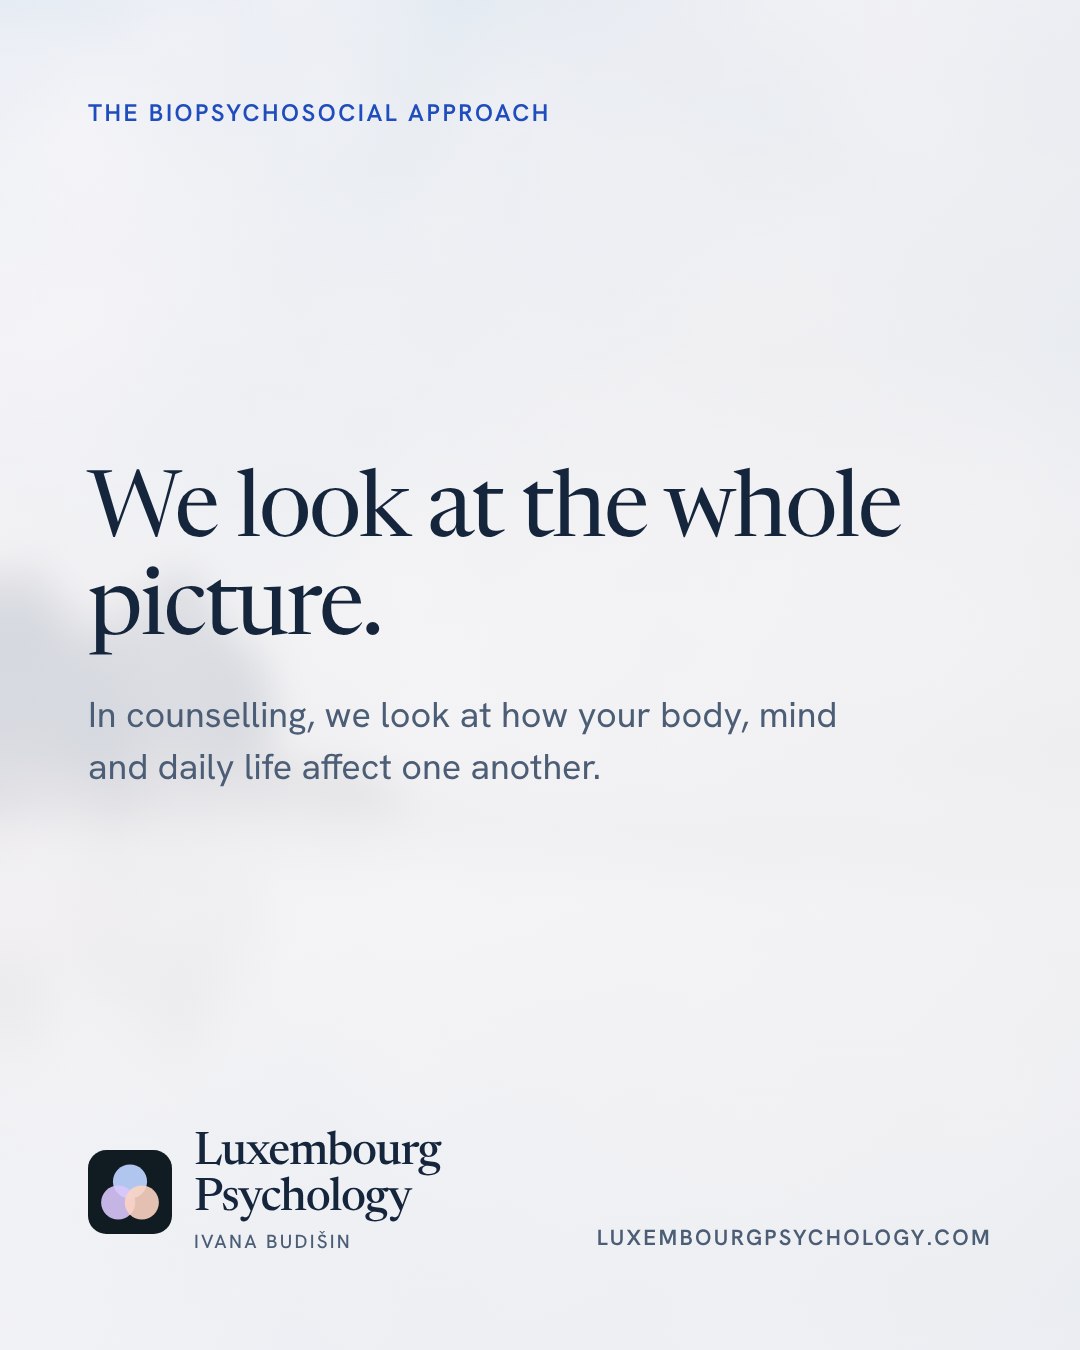 THE BIOPSYCHOSOCIAL APPROACH
We look at the whole
picture.
In counselling, we look at how your body, mind
and daily life affect one another.
Luxembourg
Psychology
IVANA BUDIŠIN
LUXEMBOURGPSYCHOLOGY.COM